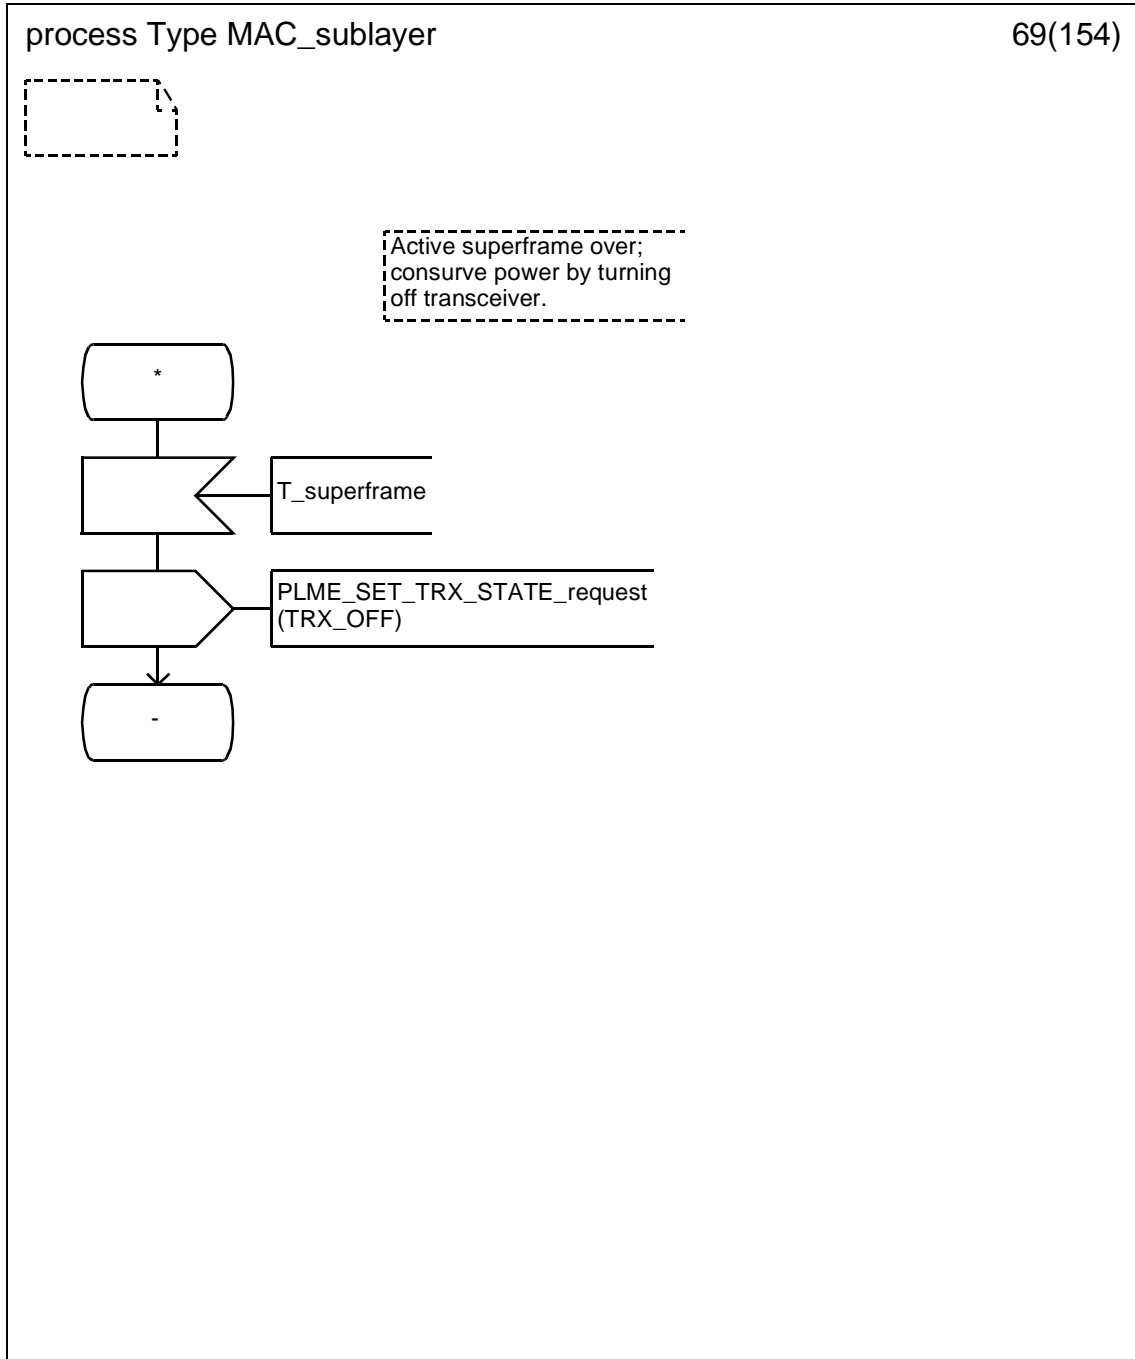 process Type MAC_sublayer
69(154)
Active superframe over;
consurve power by turning
off transceiver.
*
T_superframe
PLME_SET_TRX_STATE_request
(TRX_OFF)
-